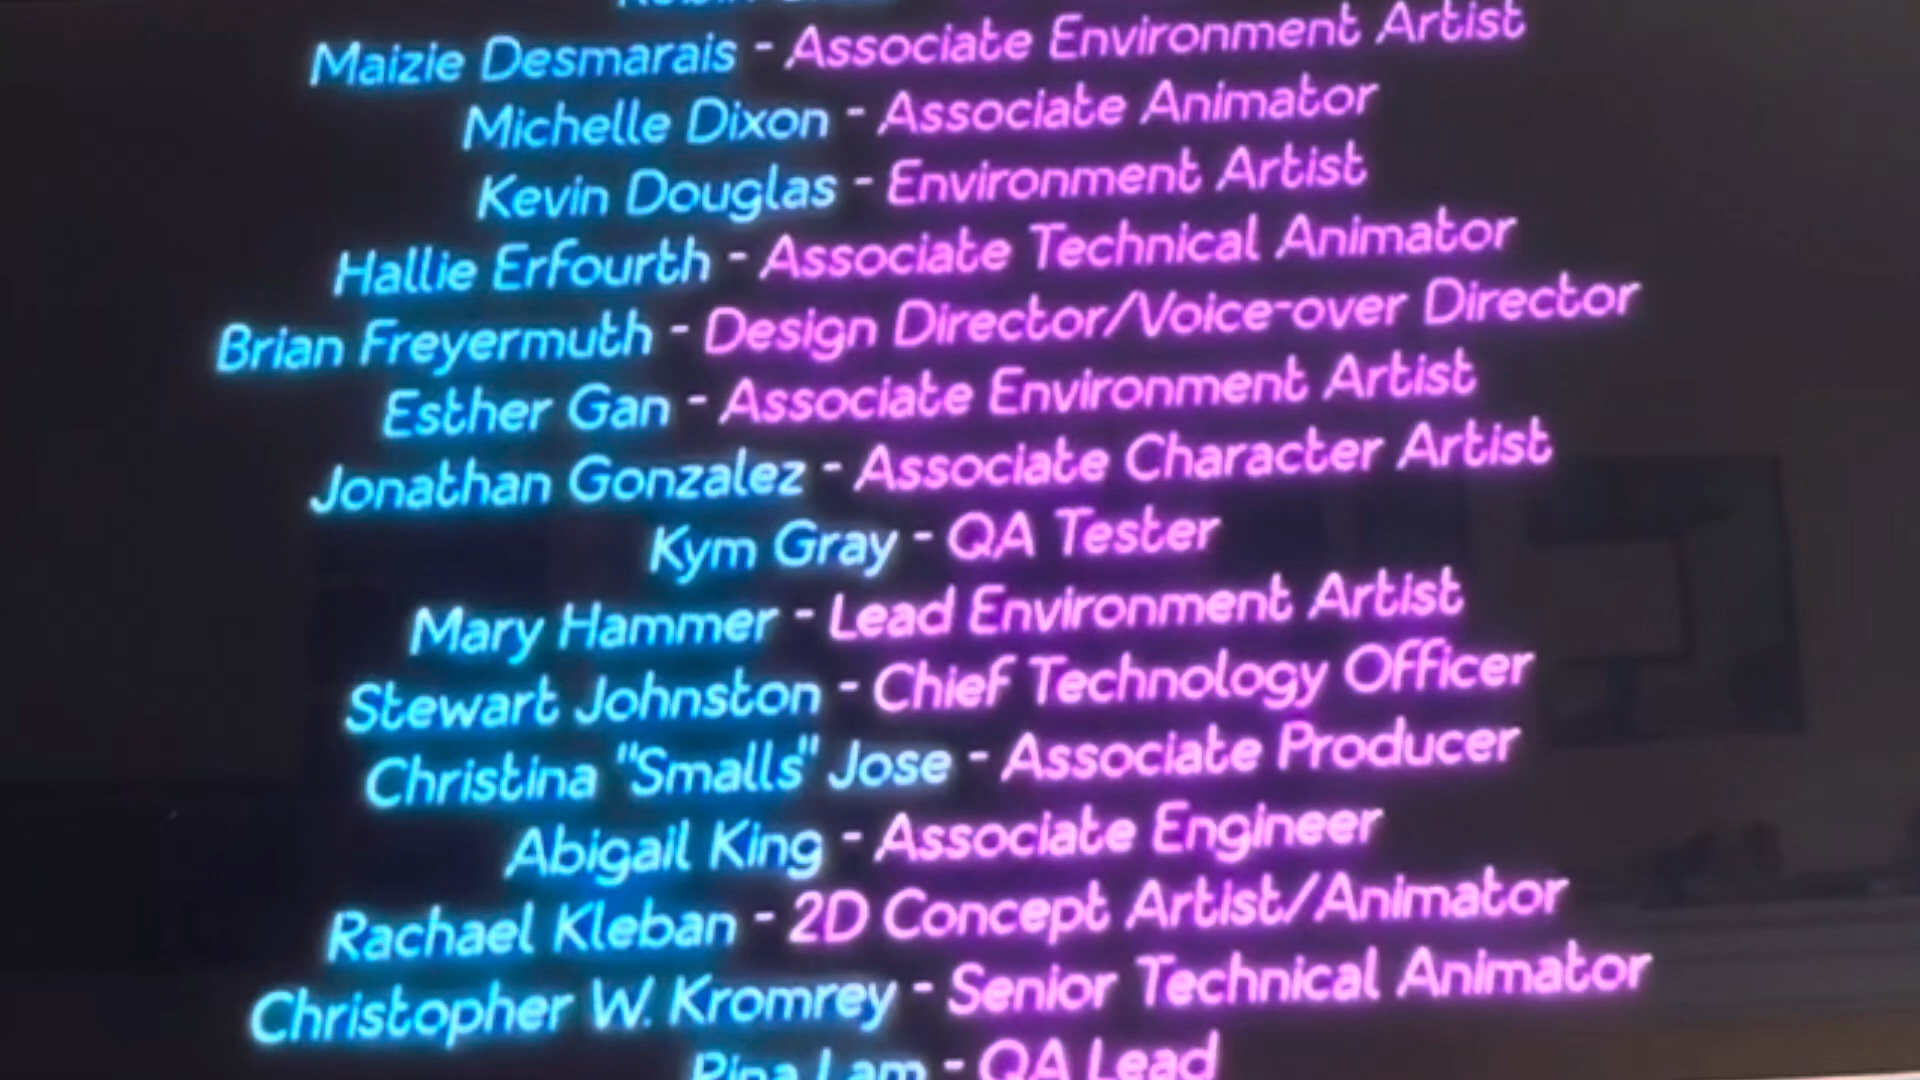 Maizie Desmarais - Associate Environment Artist
Michelle Dixon - Associate Animator
Kevin Douglas - Environment Artist
Hallie Erfourth - Associate Technical Animator
Brian Freyermuth - Design Director/Voice-over Director
Esther Gan - Associate Environment Artist
Jonathan Gonzalez - Associate Character Artist
Kym Gray - QA Tester
Mary Hammer - Lead Environment Artist
Stewart Johnston - Chief Technology Officer
Christina "Smalls" Jose - Associate Producer
Abigail King - Associate Engineer
Rachael Kleban - 2D Concept Artist/Animator
Christopher W. Kromrey - Senior Technical Animator
Lam - QA Lead